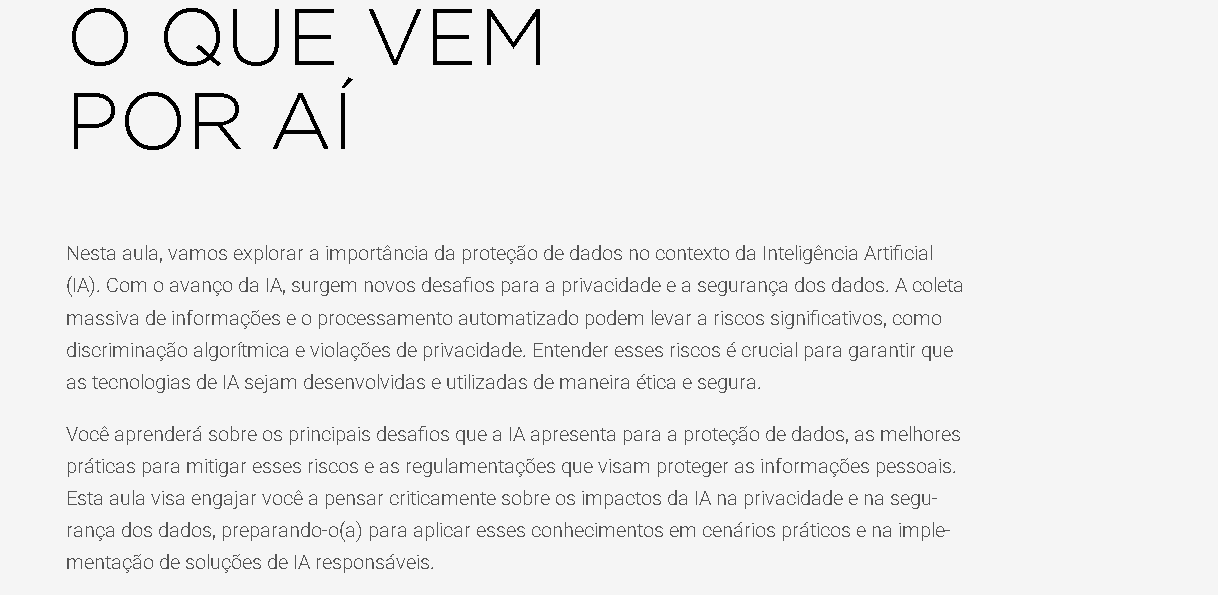 O QUE VEM
POR AÍ
Nesta aula, vamos explorar a importância da proteção de dados no contexto da Inteligência Artificial
(IA). Com o avanço da IA, surgem novos desafios para a privacidade e a segurança dos dados. A coleta
massiva de informações e o processamento automatizado podem levar a riscos significativos, como
discriminação algorítmica e violações de privacidade. Entender esses riscos é crucial para garantir que
as tecnologias de IA sejam desenvolvidas e utilizadas de maneira ética e segura.
Você aprenderá sobre os principais desafios que a IA apresenta para a proteção de dados, as melhores
práticas para mitigar esses riscos e as regulamentações que visam proteger as informações pessoais.
Esta aula visa engajar você a pensar criticamente sobre os impactos da IA na privacidade e na segu-
rança dos dados, preparando-o(a) para aplicar esses conhecimentos em cenários práticos e na imple-
mentação de soluções de IA responsáveis.